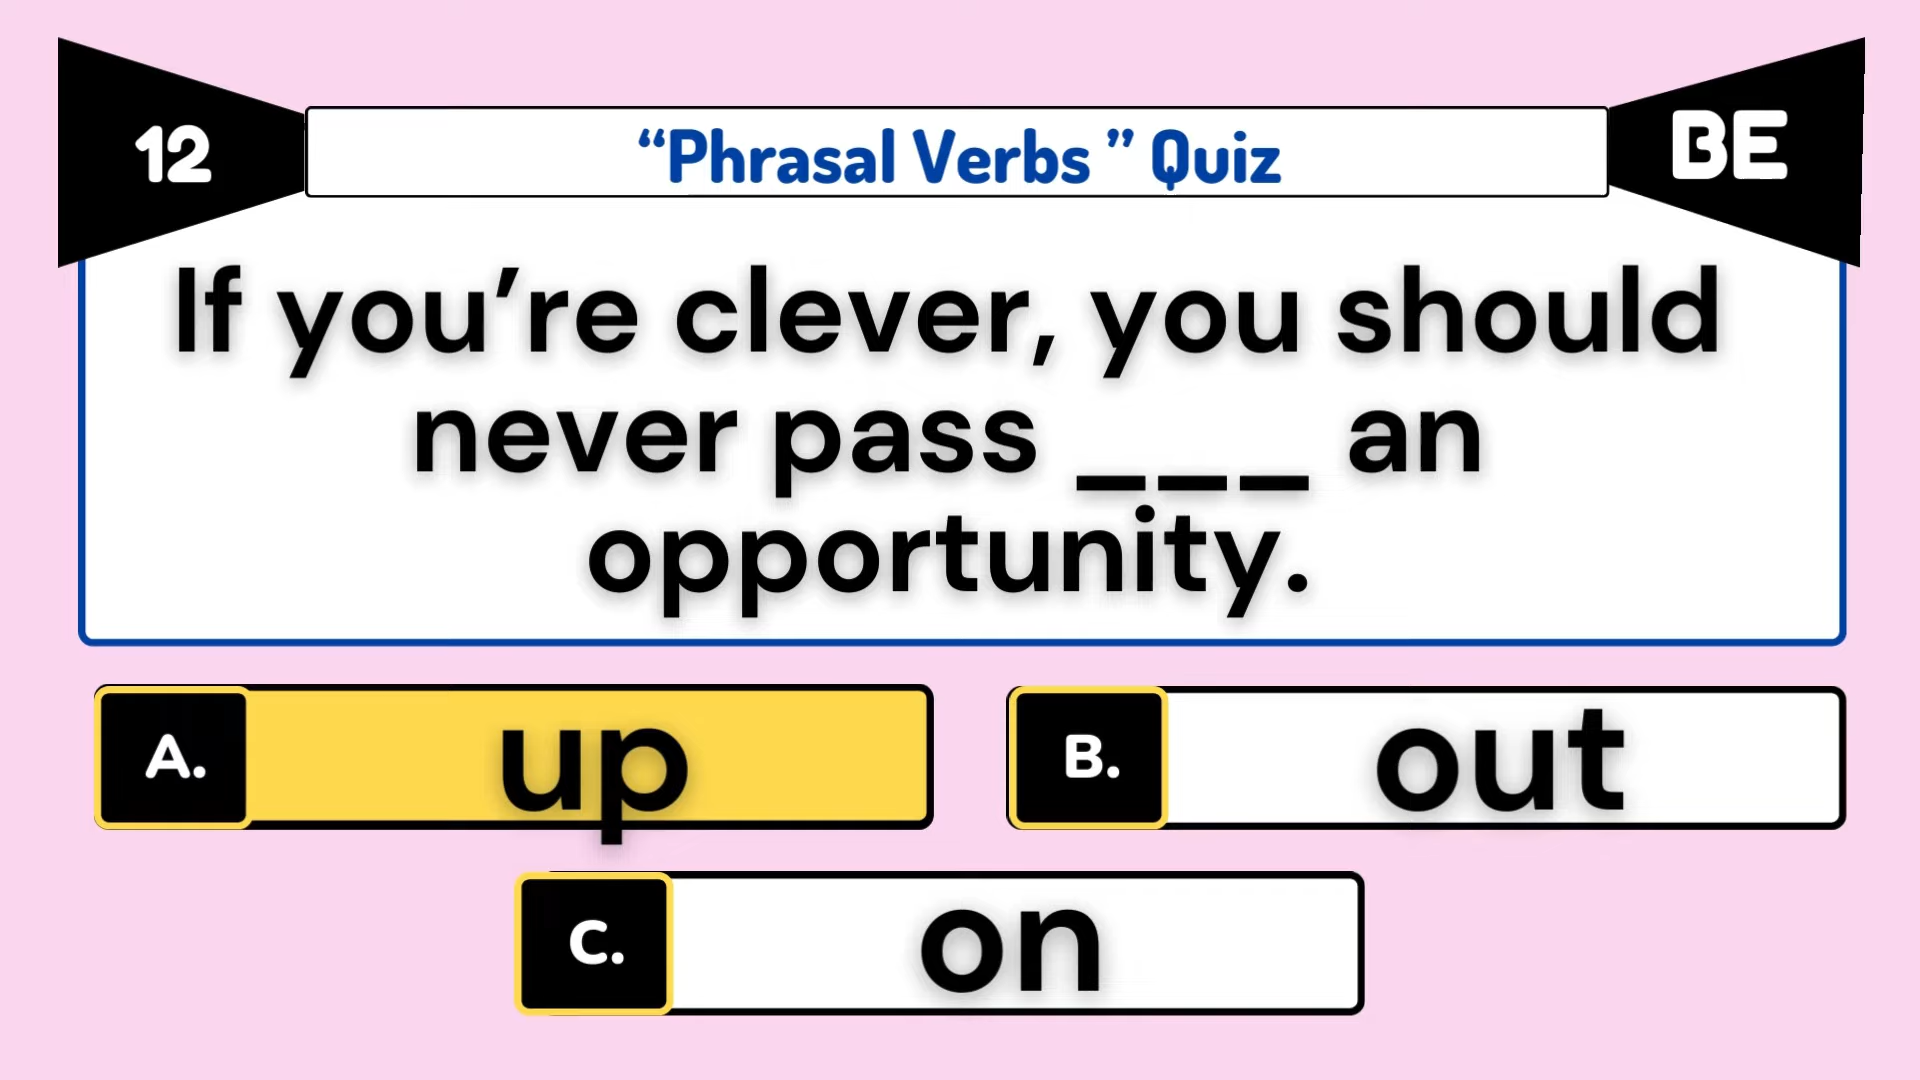 12
“Phrasal Verbs ” Quiz
BE
If you’re clever, you should
never pass ___ an
opportunity.
A.
up
B.
out
C.
on